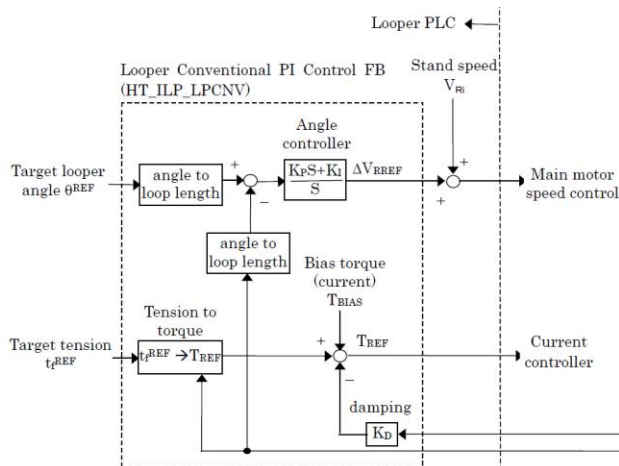 Looper PLC
Looper Conventional PI Control FB
(HT_ILP_LPCNV)
Stand speed
VRi
Angle
controller
Target looper
angle θREF
angle to
loop length
+
−
KPS+KI
S
ΔVRREF
+
+
Main motor
speed control
angle to
loop length
Bias torque
(current)
TBIAS
Tension to
torque
Target tension
tfREF
tfREF → TREF
+
TREF
Current
controller
−
damping
KD